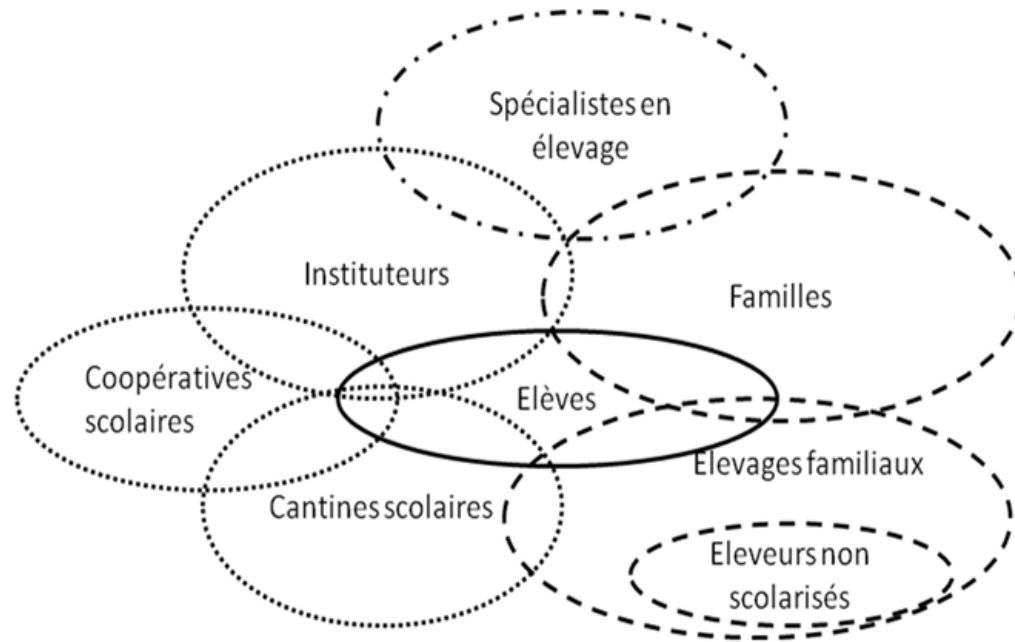 Spécialistes en
élevage
Instituteurs
Familles
Coopératives
scolaires
Elèves
Elevages familiaux
Cantines scolaires
Eleveurs non
scolarisés